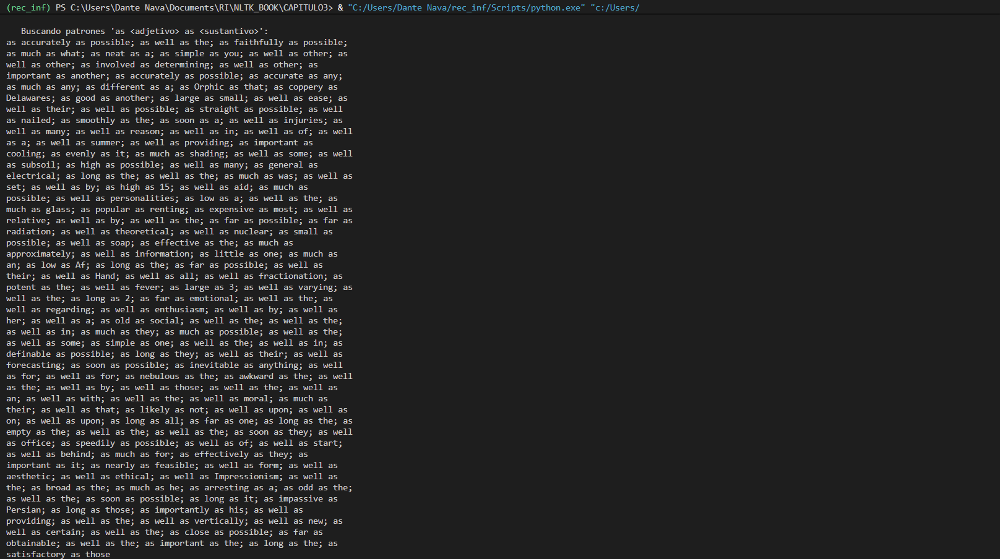 (rec_inf) PS C:\Users\Dante Nava\Documents\RI\NLTK_BOOK\CAPITULO3> & "C:/Users/Dante Nava/rec_inf/Scripts/python.exe" "c:/Users/
Buscando patrones 'as <adjetivo> as <sustantivo>':
as accurately as possible; as well as the; as faithfully as possible;
as much as what; as neat as a; as simple as you; as well as other; as
well as other; as involved as determining; as well as other; as
important as another; as accurately as possible; as accurate as any;
as much as any; as different as a; as Orphic as that; as coppery as
Delawares; as good as another; as large as small; as well as ease; as
well as their; as well as possible; as straight as possible; as well
as nailed; as smoothly as the; as soon as a; as well as injuries; as
well as many; as well as reason; as well as in; as well as of; as well
as a; as well as summer; as well as providing; as important as
cooling; as evenly as it; as much as shading; as well as some; as well
as subsoil; as high as possible; as well as many; as general as
electrical; as long as the; as well as the; as much as was; as well as
set; as well as by; as high as 15; as well as aid; as much as
possible; as well as personalities; as low as a; as well as the; as
much as glass; as popular as renting; as expensive as most; as well as
relative; as well as by; as well as the; as far as possible; as far as
radiation; as well as theoretical; as well as nuclear; as small as
possible; as well as soap; as effective as the; as much as
approximately; as well as information; as little as one; as much as
an; as low as Af; as long as the; as far as possible; as well as
their; as well as Hand; as well as all; as well as fractionation; as
potent as the; as well as fever; as large as 3; as well as varying; as
well as the; as long as 2; as far as emotional; as well as the; as
well as regarding; as well as enthusiasm; as well as by; as well as
her; as well as a; as old as social; as well as the; as well as the;
as well as in; as much as they; as much as possible; as well as the;
as well as some; as simple as one; as well as the; as well as in; as
definable as possible; as long as they; as well as their; as well as
forecasting; as soon as possible; as inevitable as anything; as well
as for; as well as for; as nebulous as the; as awkward as the; as well
as the; as well as by; as well as those; as well as the; as well as
an; as well as with; as well as the; as well as moral; as much as
their; as well as that; as likely as not; as well as upon; as well as
on; as well as upon; as long as all; as far as one; as long as the; as
empty as the; as well as the; as well as the; as soon as they; as well
as office; as speedily as possible; as well as of; as well as start;
as well as behind; as much as for; as effectively as they; as
important as it; as nearly as feasible; as well as form; as well as
aesthetic; as well as ethical; as well as Impressionism; as well as
the; as broad as the; as much as he; as arresting as a; as odd as the;
as well as the; as soon as possible; as long as it; as impassive as
Persian; as long as those; as importantly as his; as well as
providing; as well as the; as well as vertically; as well as new; as
well as certain; as well as the; as close as possible; as far as
obtainable; as well as the; as important as the; as long as the; as
satisfactory as those